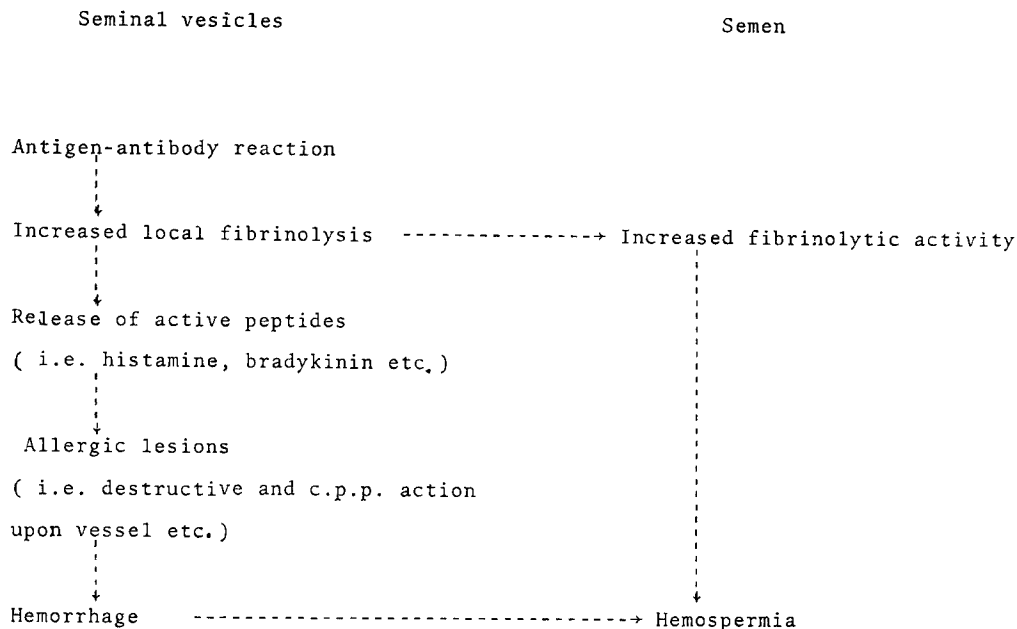 Seminal vesicles
Semen
Antigen-antibody reaction
Increased local fibrinolysis
Increased fibrinolytic activity
Release of active peptides
( i.e. histamine, bradykinin etc. )
Allergic lesions
( i.e. destructive and c.p.p. action
upon vessel etc. )
Hemorrhage
Hemospermia